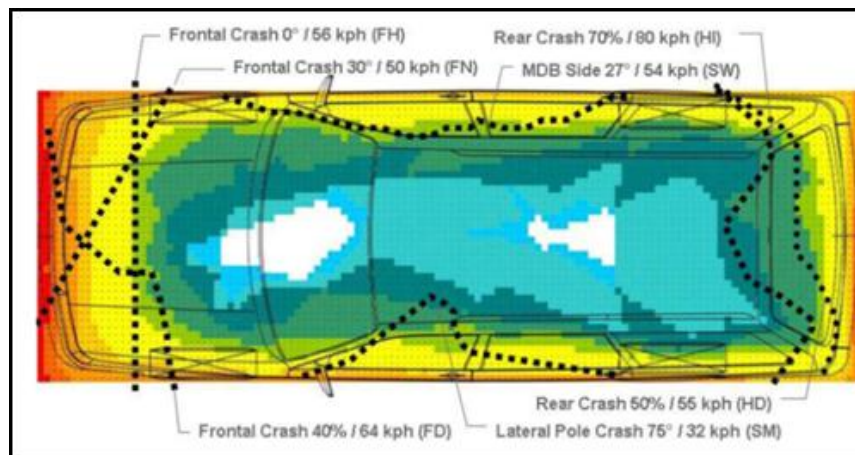 Frontal Crash 0° / 56 kph (FH)
Rear Crash 70% / 80 kph (HI)
Frontal Crash 30° / 50 kph (FN)
MDB Side 27° / 54 kph (SW)
Rear Crash 50% / 55 kph (HD)
Frontal Crash 40% / 64 kph (FD)
Lateral Pole Crash 75° / 32 kph (SM)